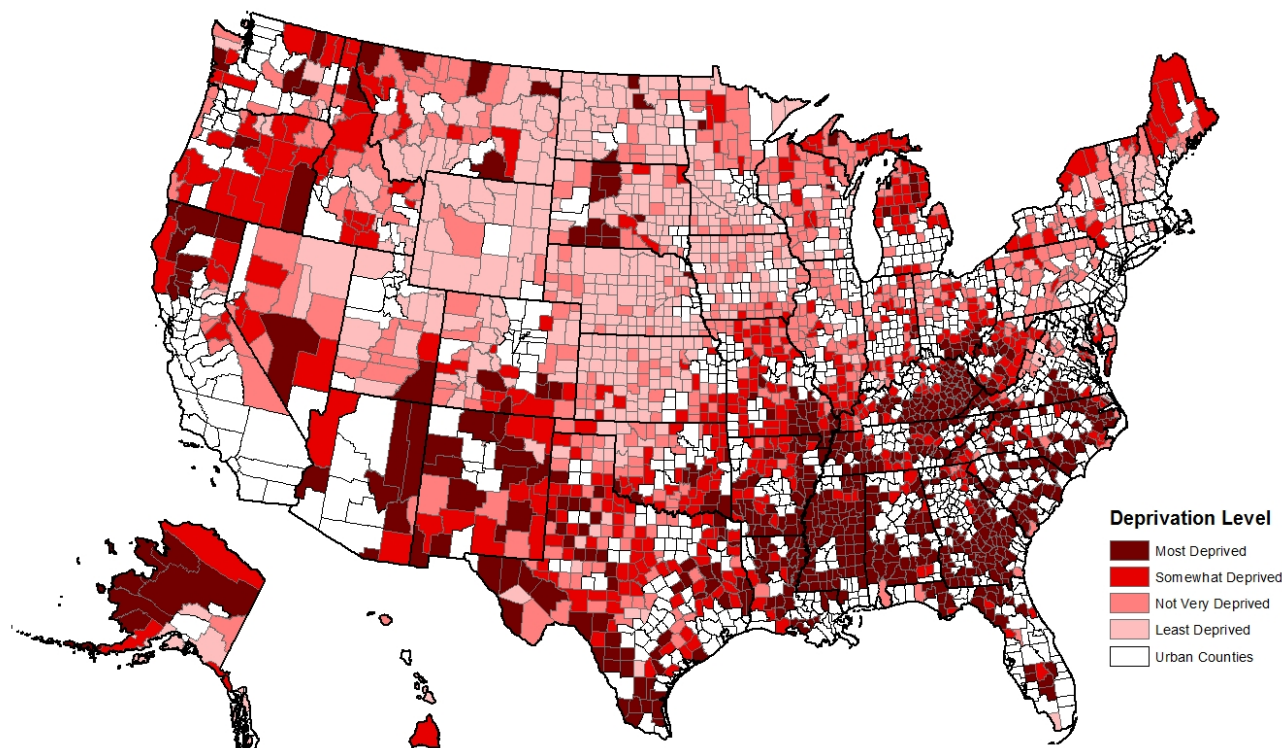 Deprivation Level
Most Deprived
Somewhat Deprived
Not Very Deprived
Least Deprived
Urban Counties